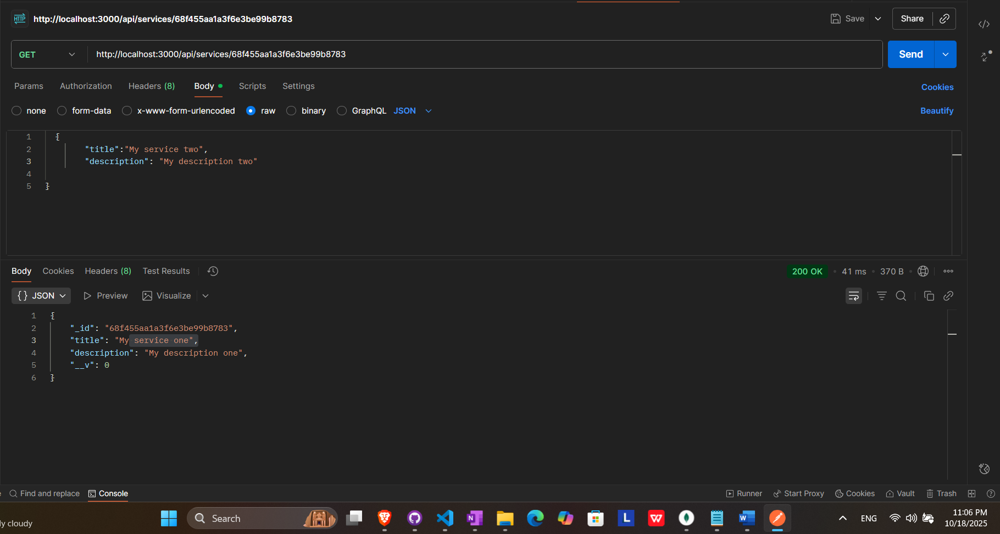 HTTP http://localhost:3000/api/services/68f455aa1a3f6e3be99b8783 Save Share
GET http://localhost:3000/api/services/68f455aa1a3f6e3be99b8783 Send
Params Authorization Headers (8) Body Scripts Settings Cookies
none form-data x-www-form-urlencoded raw binary GraphQL JSON Beautify
1 {
2 "title":"My service two",
3 "description": "My description two"
4
5 }
Body Cookies Headers (8) Test Results 200 OK • 41 ms • 370 B •
{ } JSON Preview Visualize
1 {
2 "_id": "68f455aa1a3f6e3be99b8783",
3 "title": "My service one",
4 "description": "My description one",
5 "__v": 0
6 }
Find and replace Console Runner Start Proxy Cookies Vault Trash
y cloudy Search N L W W ENG 11:06 PM
10/18/2025